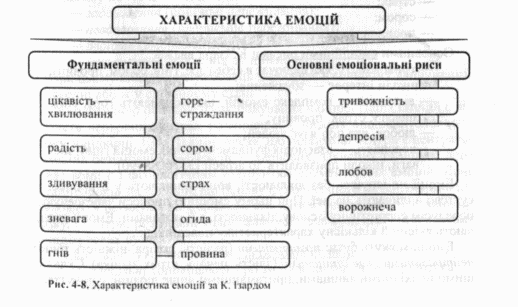 ХАРАКТЕРИСТИКА ЕМОЦІЙ
Фундаментальні емоції
цікавість —
хвилювання
радість
здивування
зневага
гнів
горе —
страждання
сором
страх
огида
провина
Основні емоціональні риси
тривожність
депресія
любов
ворожнеча
Рис. 4-8. Характеристика емоцій за К. Ізардом